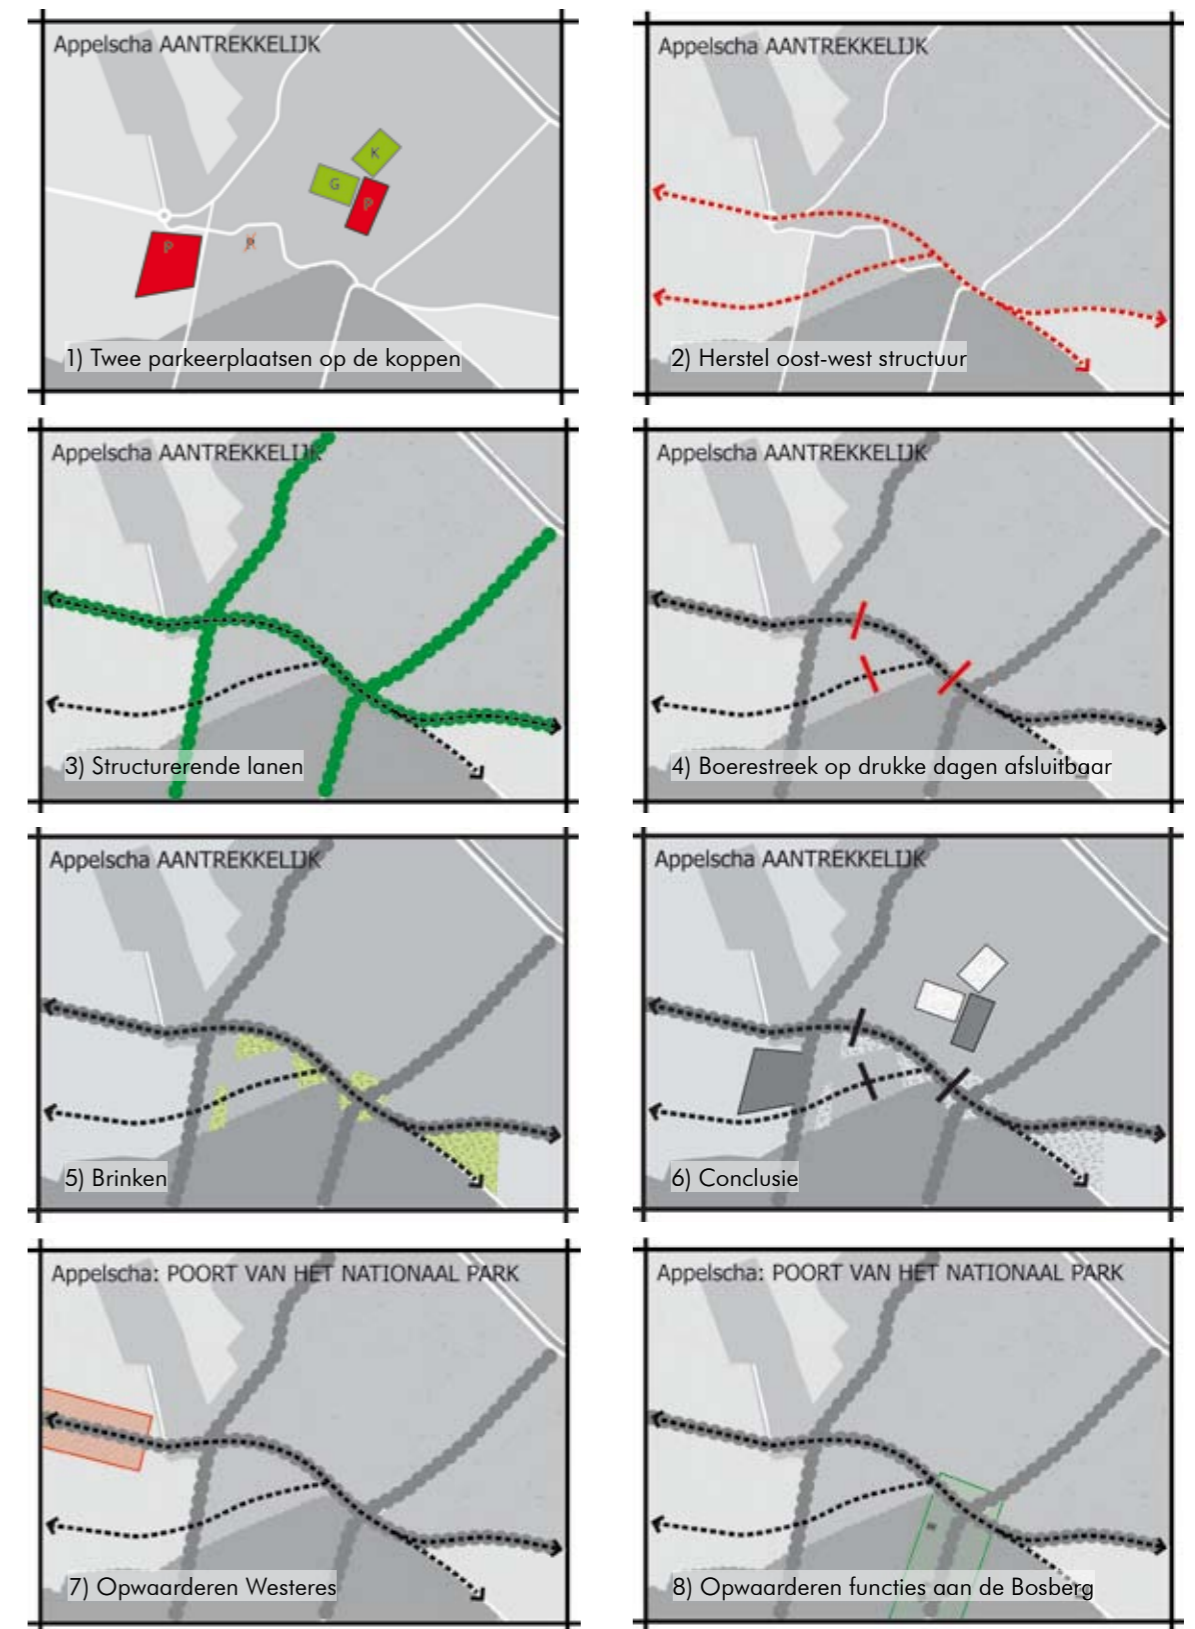 Appelscha AANTREKKELIJK
K
G
P
P
P
1) Twee parkeerplaatsen op de koppen
Appelscha AANTREKKELIJK
2) Herstel oost-west structuur
Appelscha AANTREKKELIJK
3) Structurerende lanen
Appelscha AANTREKKELIJK
4) Boerestreek op drukke dagen afsluitbaar
Appelscha AANTREKKELIJK
5) Brinken
Appelscha AANTREKKELIJK
6) Conclusie
Appelscha: POORT VAN HET NATIONAAL PARK
7) Opwaarderen Westeres
Appelscha: POORT VAN HET NATIONAAL PARK
8) Opwaarderen functies aan de Bosberg